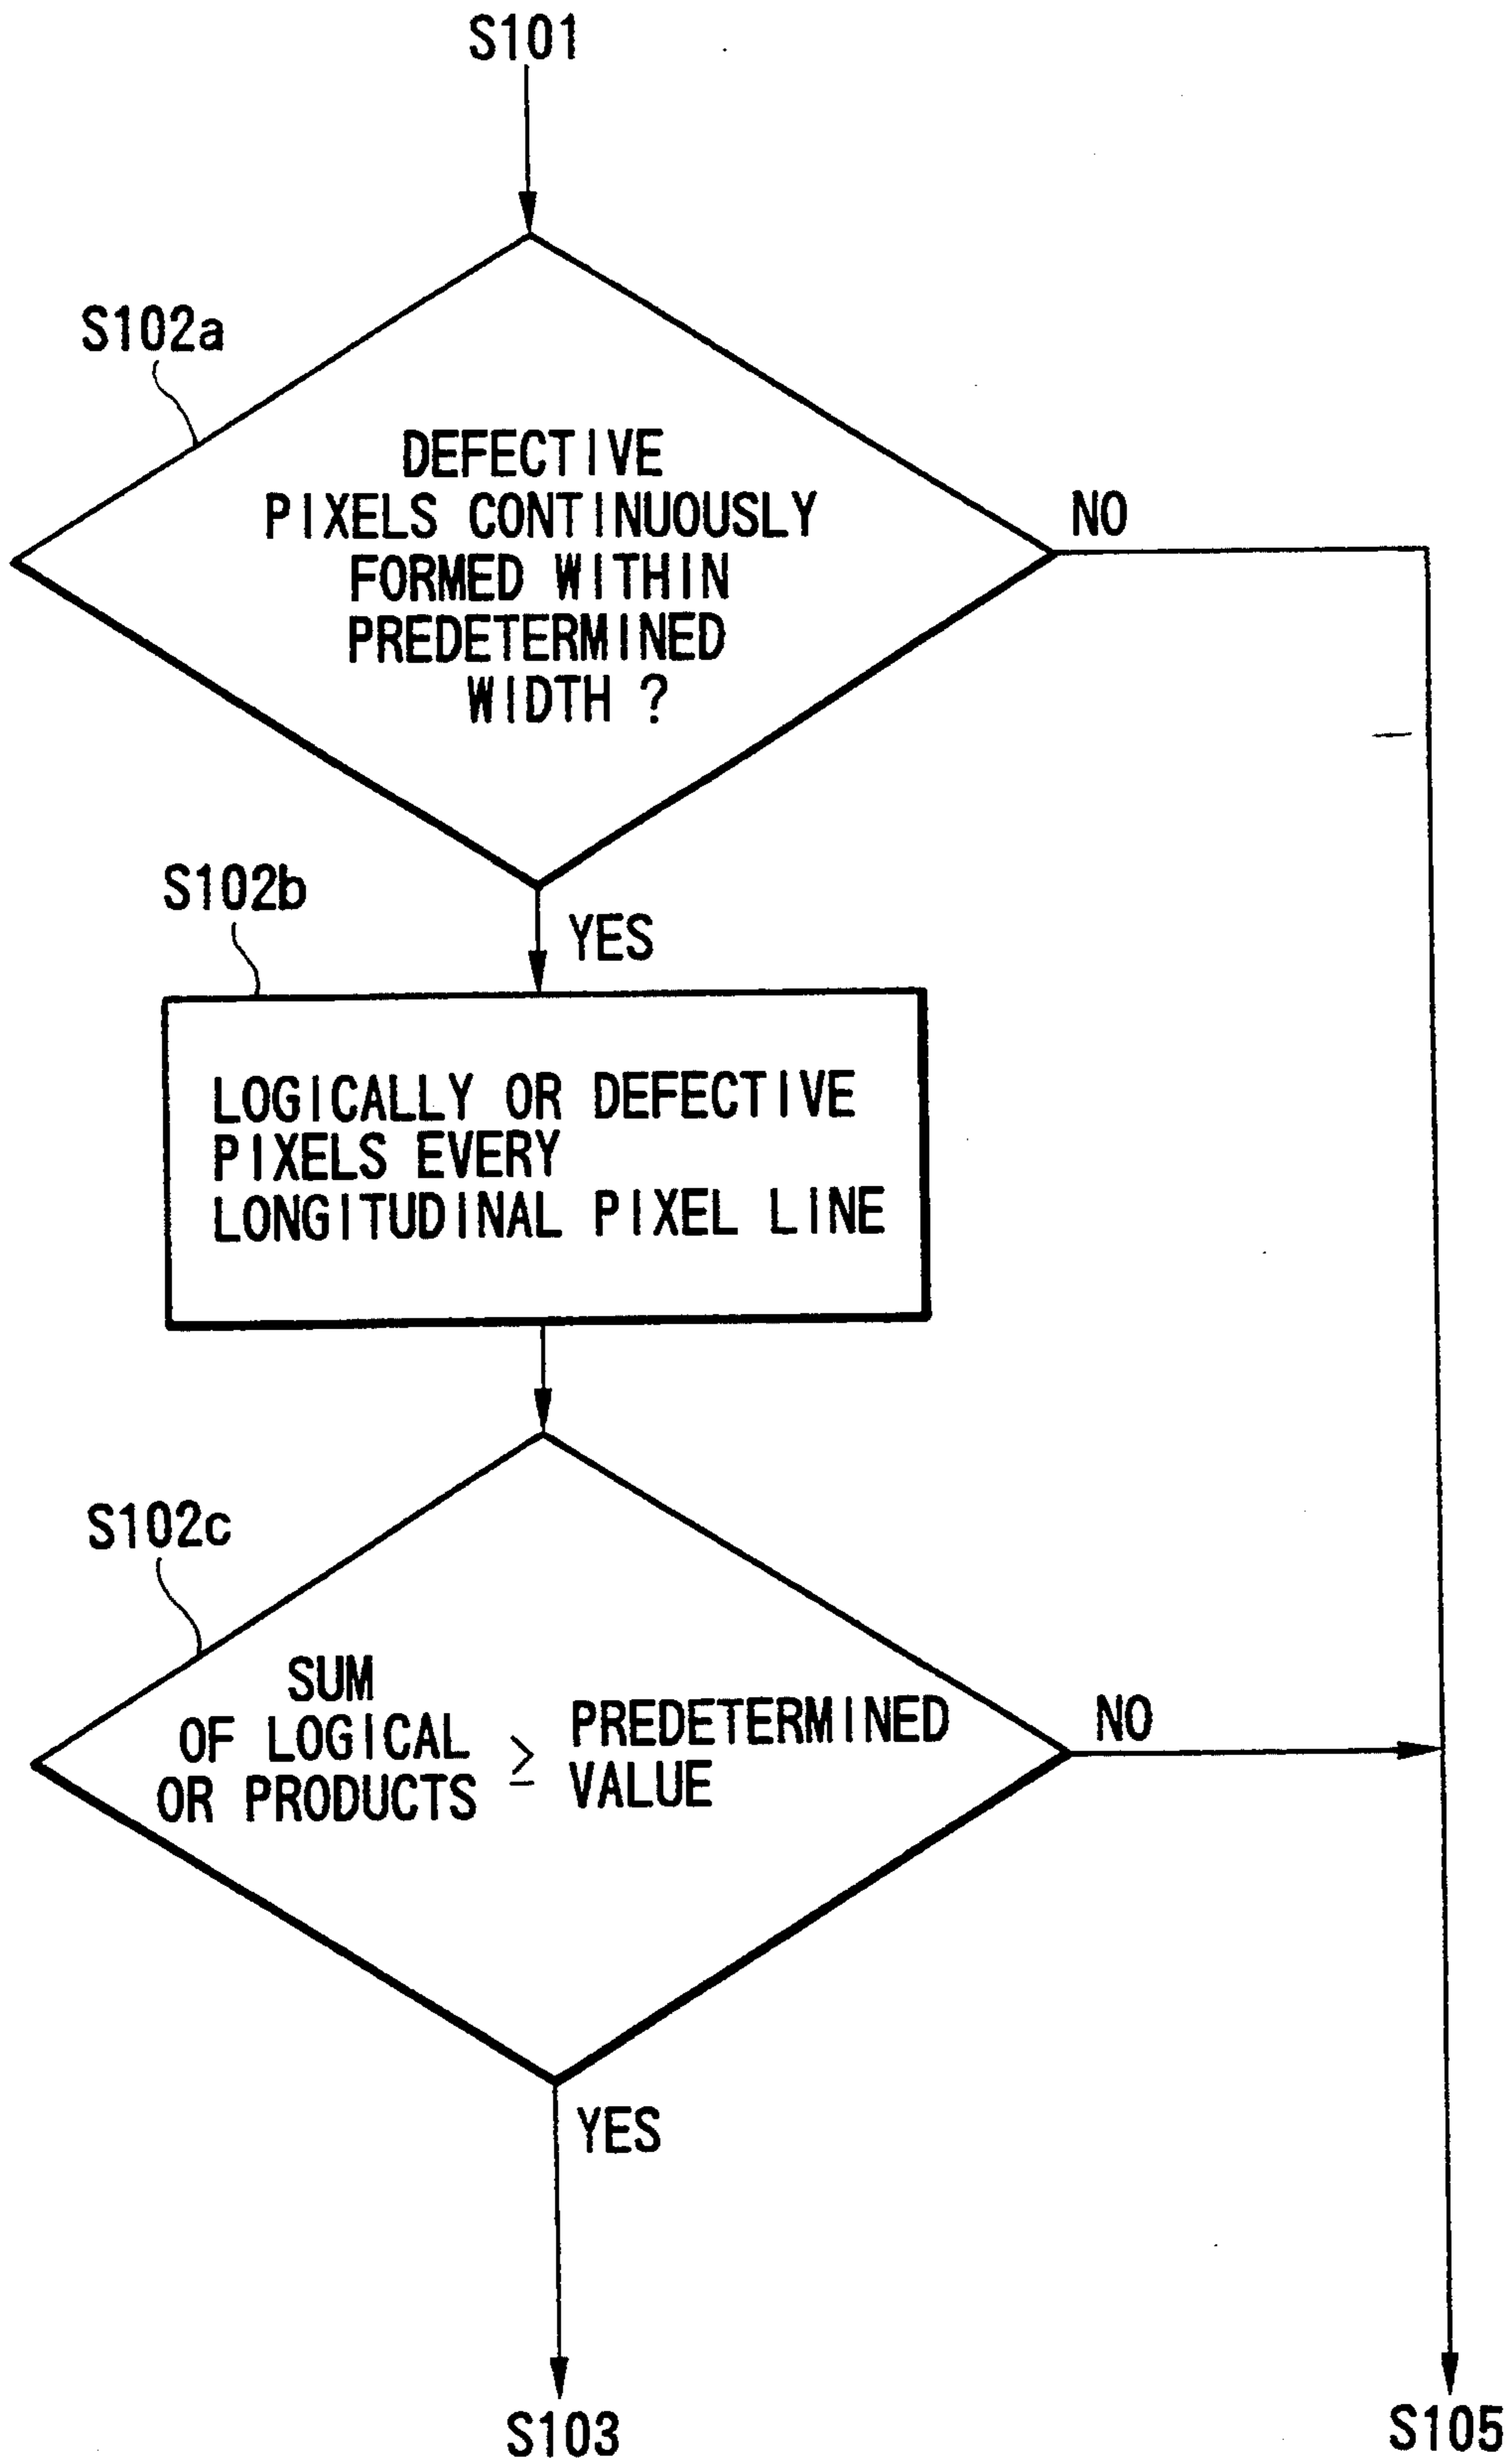 S101
S102a
DEFECTIVE
PIXELS CONTINUOUSLY
FORMED WITHIN
PREDETERMINED
WIDTH ?
NO
S102b
YES
LOGICALLY OR DEFECTIVE
PIXELS EVERY
LONGITUDINAL PIXEL LINE
S102c
SUM
OF LOGICAL
OR PRODUCTS
≥
PREDETERMINED
VALUE
NO
YES
S103
S105